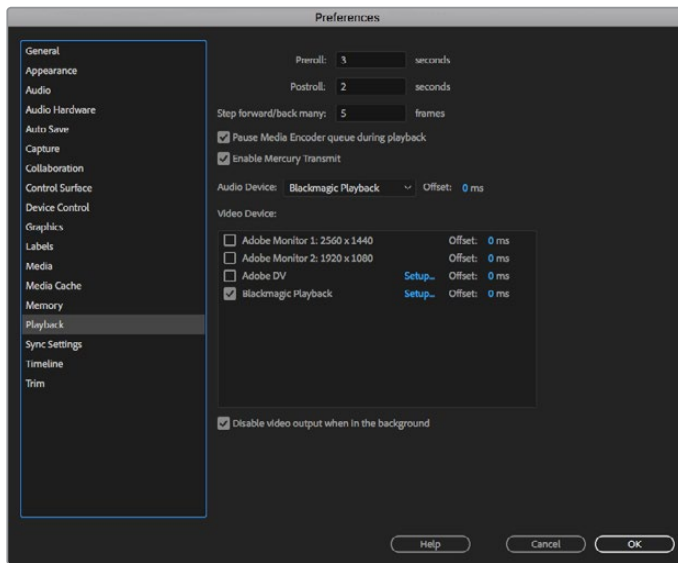 Preferences
General
Appearance
Audio
Audio Hardware
Auto Save
Capture
Collaboration
Control Surface
Device Control
Graphics
Labels
Media
Media Cache
Memory
Playback
Sync Settings
Timeline
Trim
Preroll: 3 seconds
Postroll: 2 seconds
Step forward/back many: 5 frames
Pause Media Encoder queue during playback
Enable Mercury Transmit
Audio Device: Blackmagic Playback Offset: 0 ms
Video Device:
Adobe Monitor 1: 2560 x 1440 Offset: 0 ms
Adobe Monitor 2: 1920 x 1080 Offset: 0 ms
Adobe DV Setup... Offset: 0 ms
Blackmagic Playback Setup... Offset: 0 ms
Disable video output when in the background
Help Cancel OK